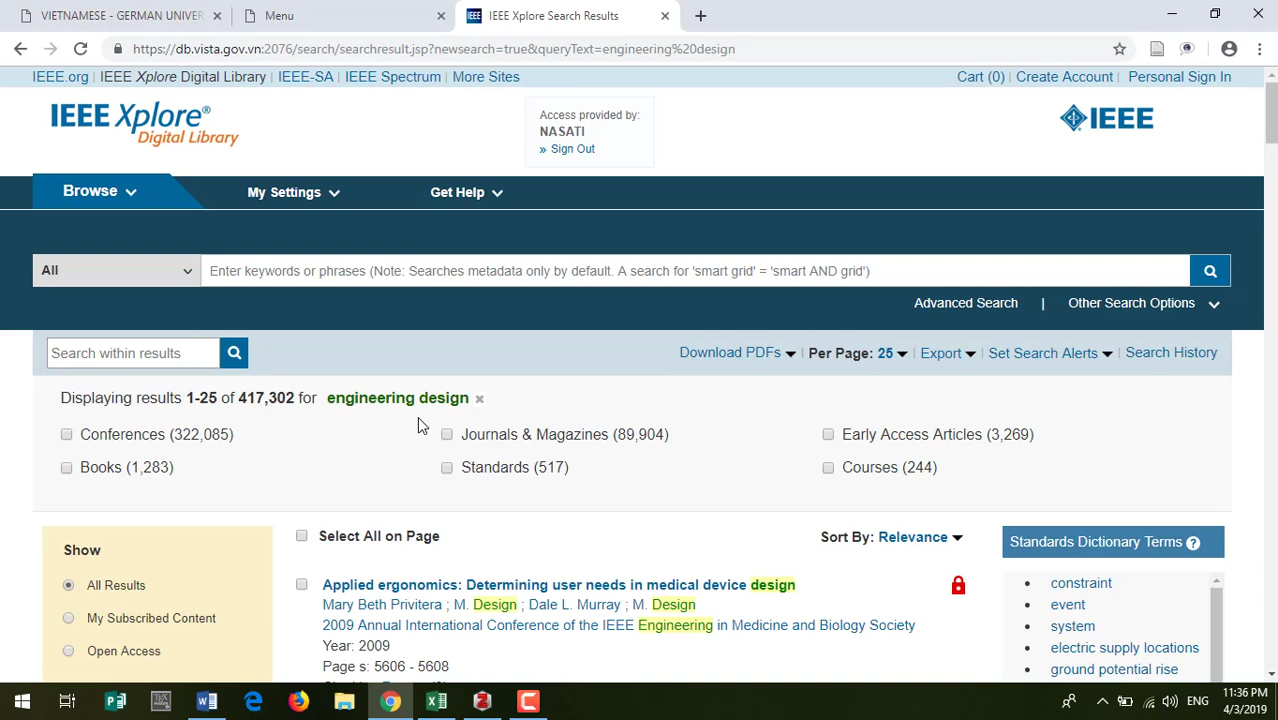 VIETNAMESE - GERMAN UNIVER
Menu
IEEE Xplore Search Results
https://db.vista.gov.vn:2076/search/searchresult.jsp?newsearch=true&queryText=engineering%20design
IEEE.org | IEEE Xplore Digital Library | IEEE-SA | IEEE Spectrum | More Sites
Cart (0) | Create Account | Personal Sign In
IEEE Xplore®
Digital Library
Access provided by:
NASATI
» Sign Out
IEEE
Browse
My Settings
Get Help
All
Enter keywords or phrases (Note: Searches metadata only by default. A search for 'smart grid' = 'smart AND grid')
Advanced Search | Other Search Options
Search within results
Download PDFs | Per Page: 25 | Export | Set Search Alerts | Search History
Displaying results 1-25 of 417,302 for engineering design ×
Conferences (322,085)
Journals & Magazines (89,904)
Early Access Articles (3,269)
Books (1,283)
Standards (517)
Courses (244)
Show
All Results
My Subscribed Content
Open Access
Select All on Page
Sort By: Relevance
Applied ergonomics: Determining user needs in medical device design
Mary Beth Privitera ; M. Design ; Dale L. Murray ; M. Design
2009 Annual International Conference of the IEEE Engineering in Medicine and Biology Society
Year: 2009
Page s: 5606 - 5608
Standards Dictionary Terms ?
constraint
event
system
electric supply locations
ground potential rise
ENG
11:36 PM
4/3/2019